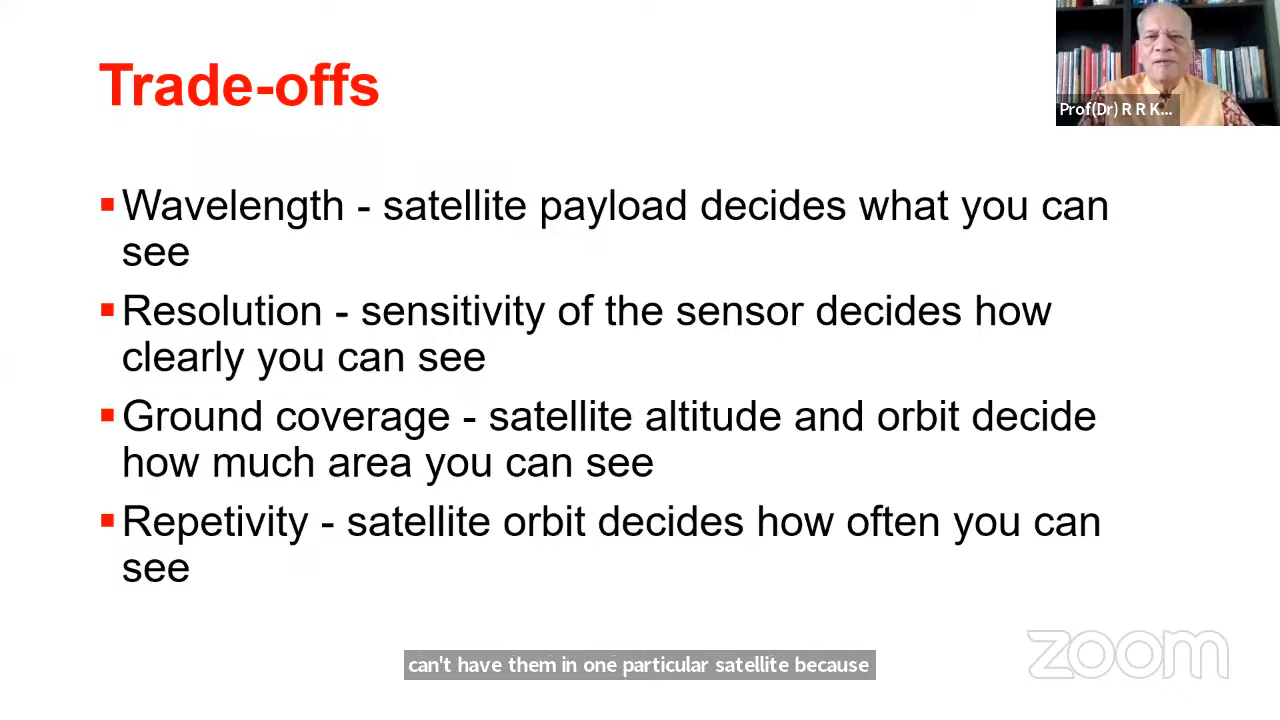 Trade-offs
Prof(Dr) R R K...
Wavelength - satellite payload decides what you can
see
Resolution - sensitivity of the sensor decides how
clearly you can see
Ground coverage - satellite altitude and orbit decide
how much area you can see
Repetivity - satellite orbit decides how often you can
see
zoom
can't have them in one particular satellite because